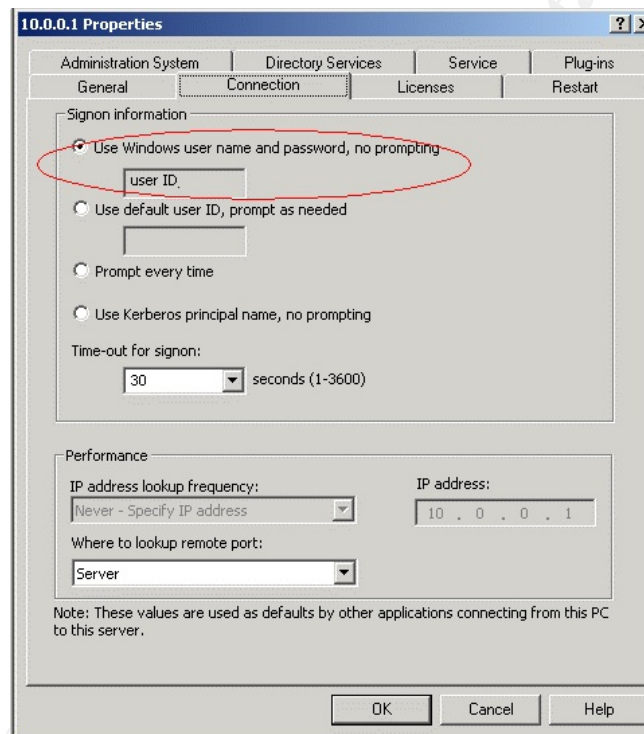 10.0.0.1 Properties
Administration System Directory Services Service Plug-ins
General Connection Licenses Restart
Signon information
Use Windows user name and password, no prompting
user ID.
Use default user ID, prompt as needed
Prompt every time
Use Kerberos principal name, no prompting
Time-out for signon:
30 seconds (1-3600)
Performance
IP address lookup frequency: IP address:
Never - Specify IP address 10 . 0 . 0 . 1
Where to lookup remote port:
Server
Note: These values are used as defaults by other applications connecting from this PC
to this server.
OK Cancel Help